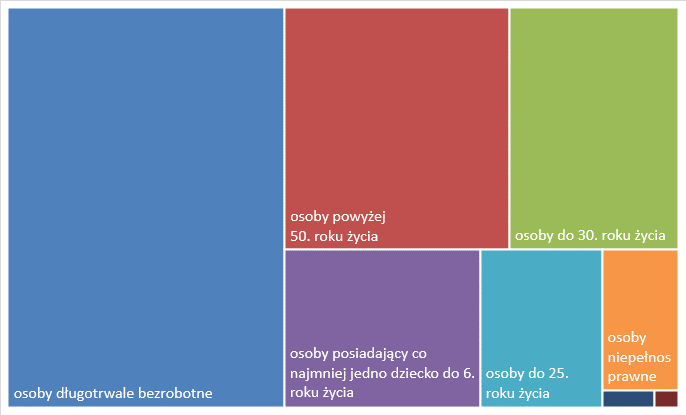 osoby długotrwale bezrobotne
osoby powyżej
50. roku życia
osoby do 30. roku życia
osoby posiadający co
najmniej jedno dziecko do 6.
roku życia
osoby do 25.
roku życia
osoby
niepełnos
prawne